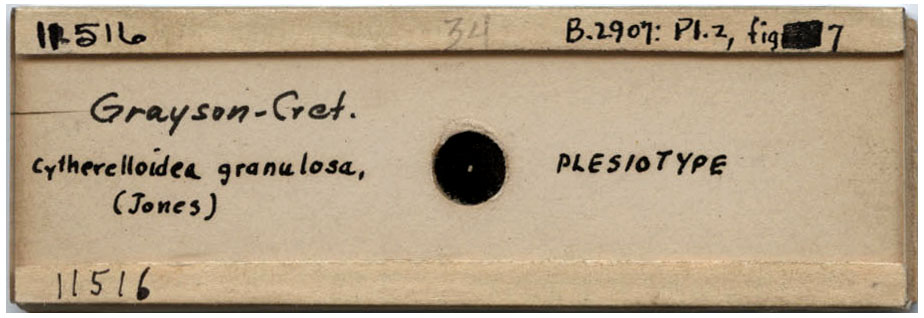 11516
34
B.2907: Pl.2, fig 7
Grayson-Cret.
Cytherelloidea granulosa,
(Jones)
PLESIOTYPE
11516